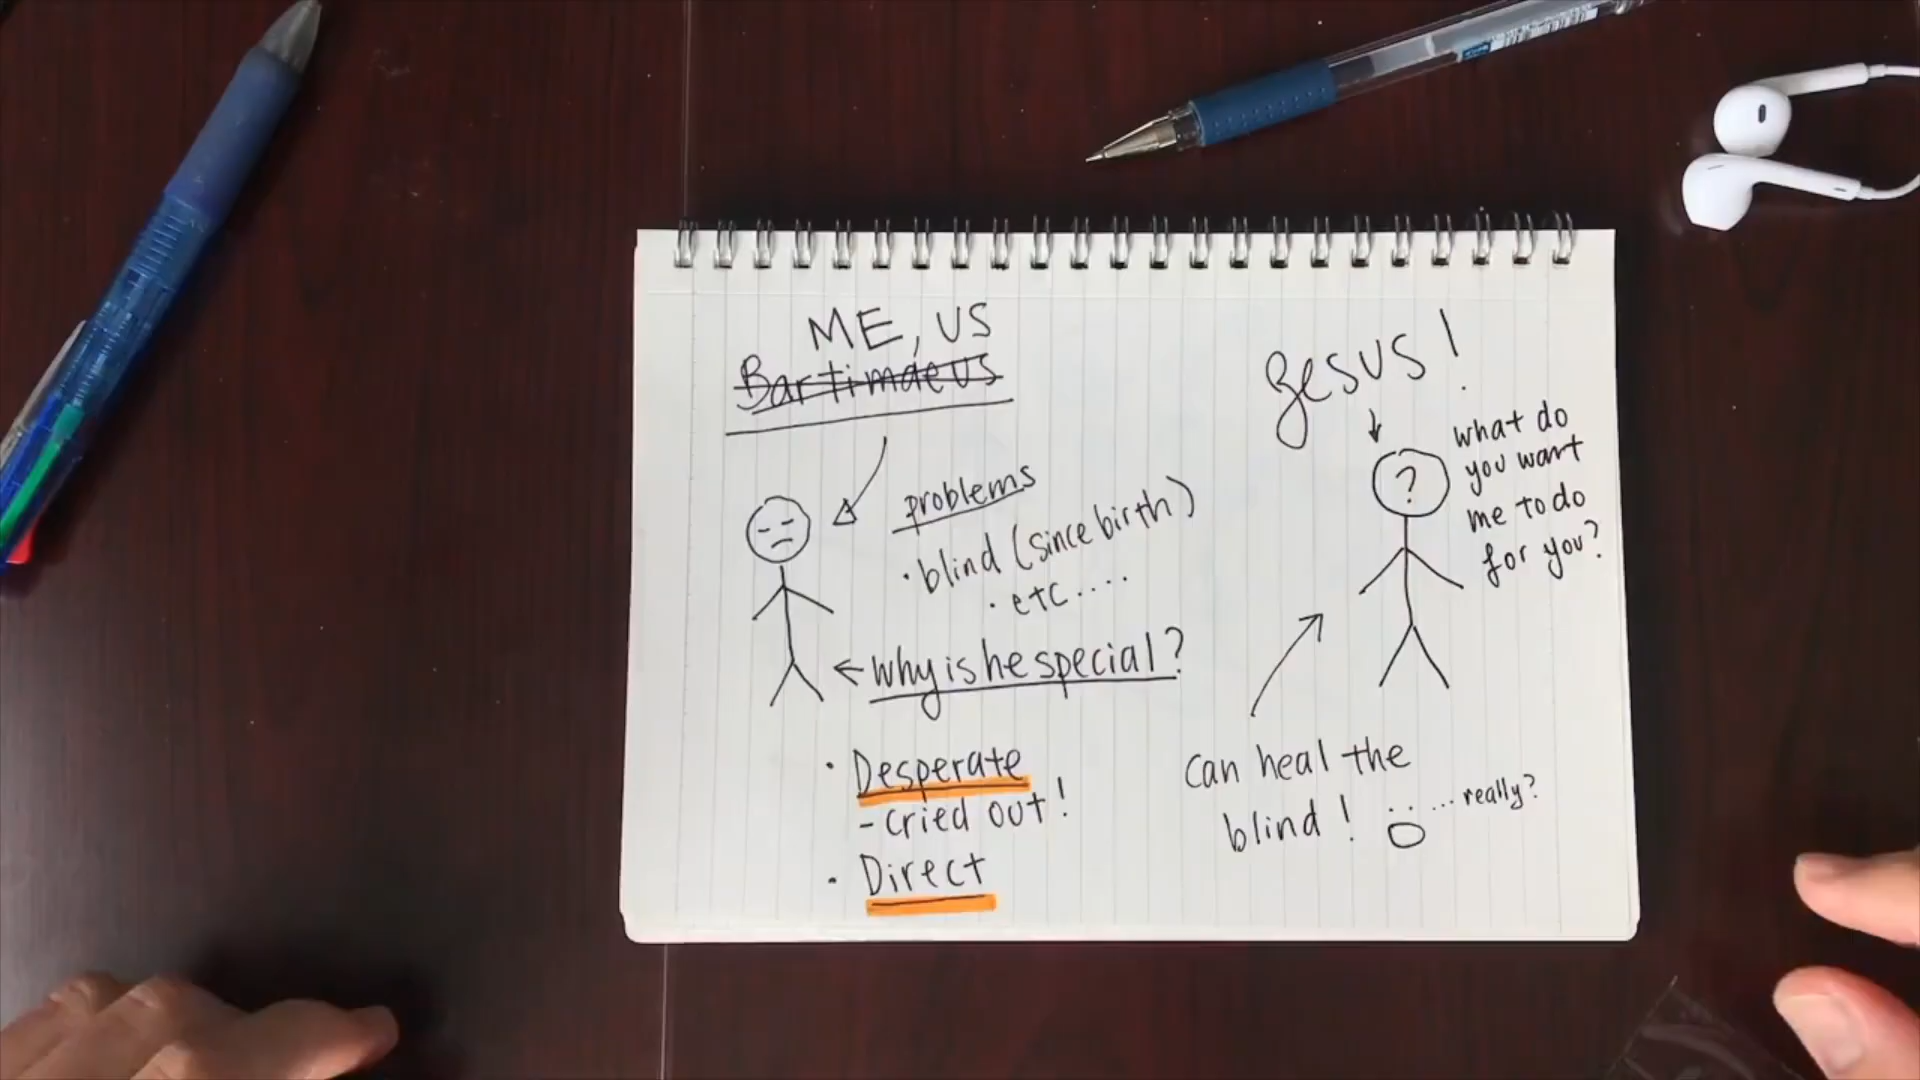 ME, US
Bartimaeus
problems
• blind (since birth)
• etc.....
← why is he special?
• Desperate
- cried out!
• Direct
Jesus!
?
what do
you want
me to do
for you?
can heal the
blind! ... really?